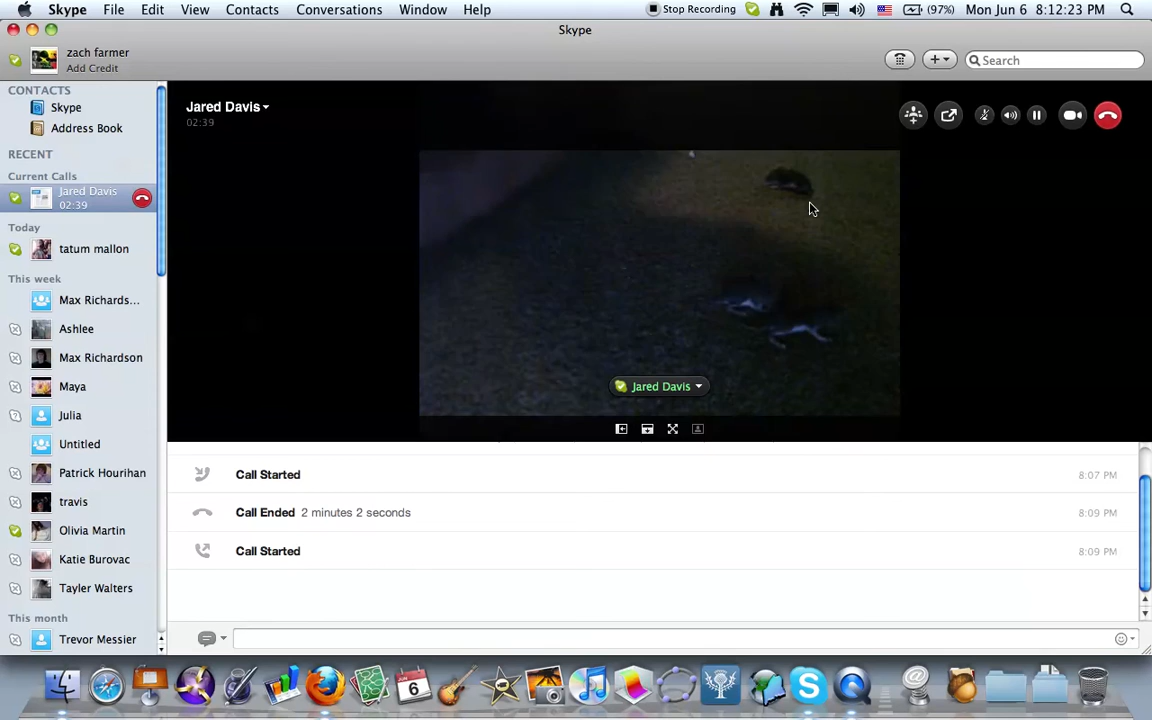 Skype File Edit View Contacts Conversations Window Help Stop Recording (97%) Mon Jun 6 8:12:23 PM
Skype
zach farmer
Add Credit
Search
CONTACTS
Skype
Address Book
RECENT
Current Calls
Jared Davis
02:39
Today
tatum mallon
This week
Max Richards...
Ashlee
Max Richardson
Maya
Julia
Untitled
Patrick Hourihan
travis
Olivia Martin
Katie Burovac
Tayler Walters
This month
Trevor Messier
Jared Davis
02:39
Jared Davis
Call Started 8:07 PM
Call Ended 2 minutes 2 seconds 8:09 PM
Call Started 8:09 PM
6